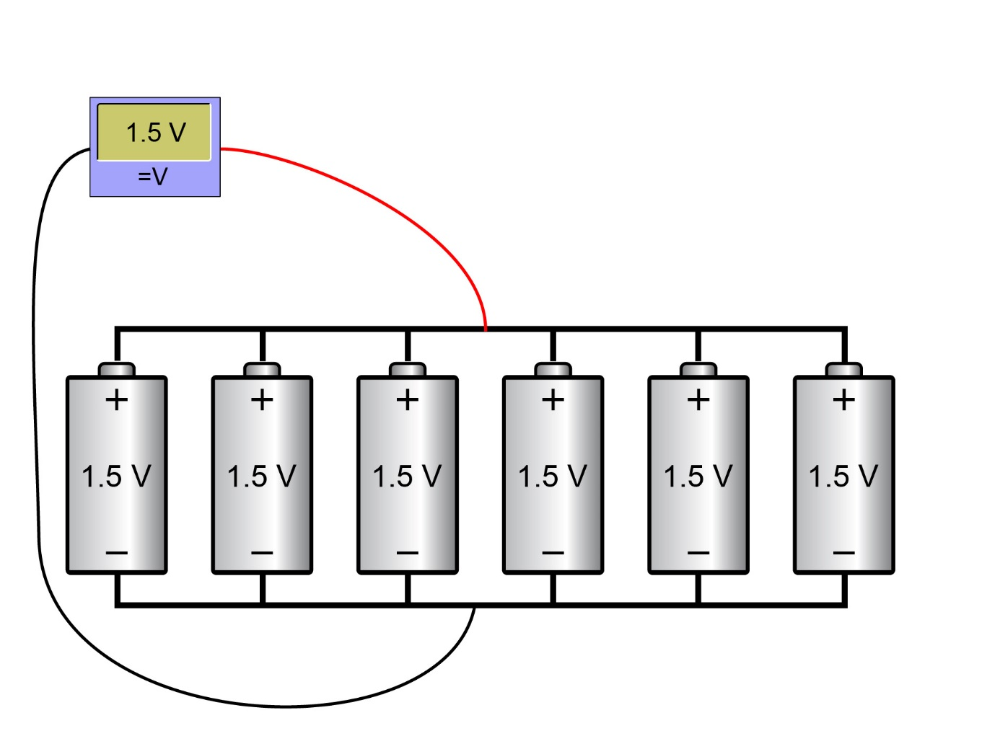 1.5 V
=V
+ + + + + +
1.5 V 1.5 V 1.5 V 1.5 V 1.5 V 1.5 V
– – – – – –